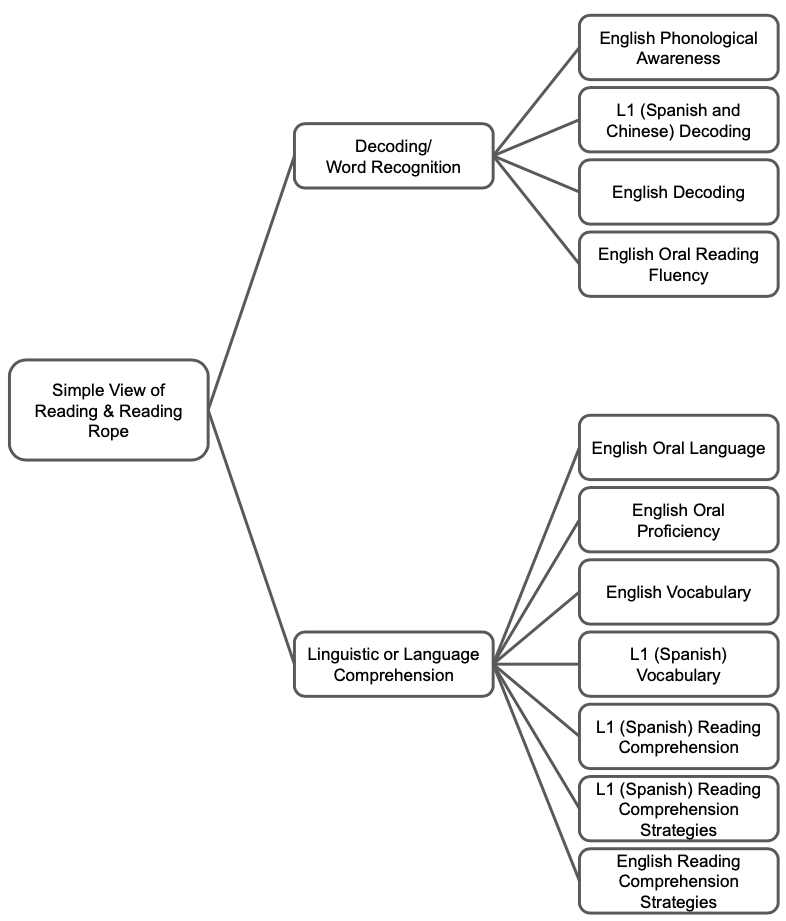 Simple View of
Reading & Reading
Rope
Decoding/
Word Recognition
English Phonological
Awareness
L1 (Spanish and
Chinese) Decoding
English Decoding
English Oral Reading
Fluency
Linguistic or Language
Comprehension
English Oral Language
English Oral
Proficiency
English Vocabulary
L1 (Spanish)
Vocabulary
L1 (Spanish) Reading
Comprehension
L1 (Spanish) Reading
Comprehension
Strategies
English Reading
Comprehension
Strategies